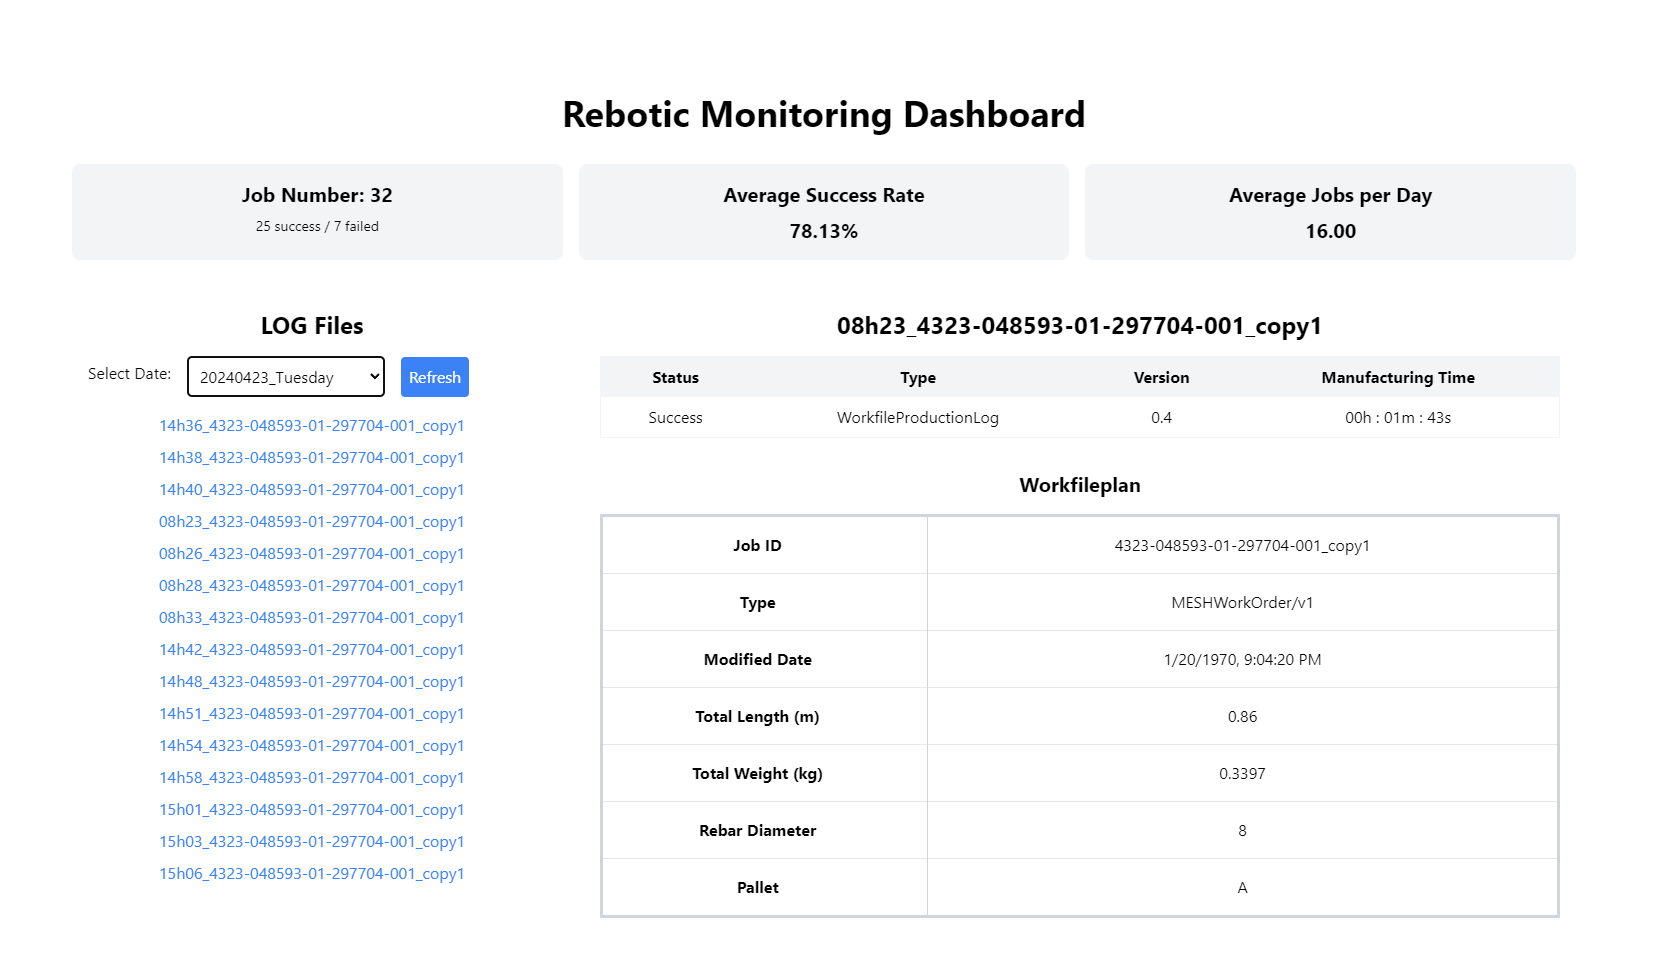 Rebotic Monitoring Dashboard
Job Number: 32
25 success / 7 failed
Average Success Rate
78.13%
Average Jobs per Day
16.00
LOG Files
Select Date: 20240423_Tuesday Refresh
14h36_4323-048593-01-297704-001_copy1
14h38_4323-048593-01-297704-001_copy1
14h40_4323-048593-01-297704-001_copy1
08h23_4323-048593-01-297704-001_copy1
08h26_4323-048593-01-297704-001_copy1
08h28_4323-048593-01-297704-001_copy1
08h33_4323-048593-01-297704-001_copy1
14h42_4323-048593-01-297704-001_copy1
14h48_4323-048593-01-297704-001_copy1
14h51_4323-048593-01-297704-001_copy1
14h54_4323-048593-01-297704-001_copy1
14h58_4323-048593-01-297704-001_copy1
15h01_4323-048593-01-297704-001_copy1
15h03_4323-048593-01-297704-001_copy1
15h06_4323-048593-01-297704-001_copy1
08h23_4323-048593-01-297704-001_copy1
Status Type Version Manufacturing Time
Success WorkfileProductionLog 0.4 00h : 01m : 43s
Workfileplan
Job ID 4323-048593-01-297704-001_copy1
Type MESHWorkOrder/v1
Modified Date 1/20/1970, 9:04:20 PM
Total Length (m) 0.86
Total Weight (kg) 0.3397
Rebar Diameter 8
Pallet A